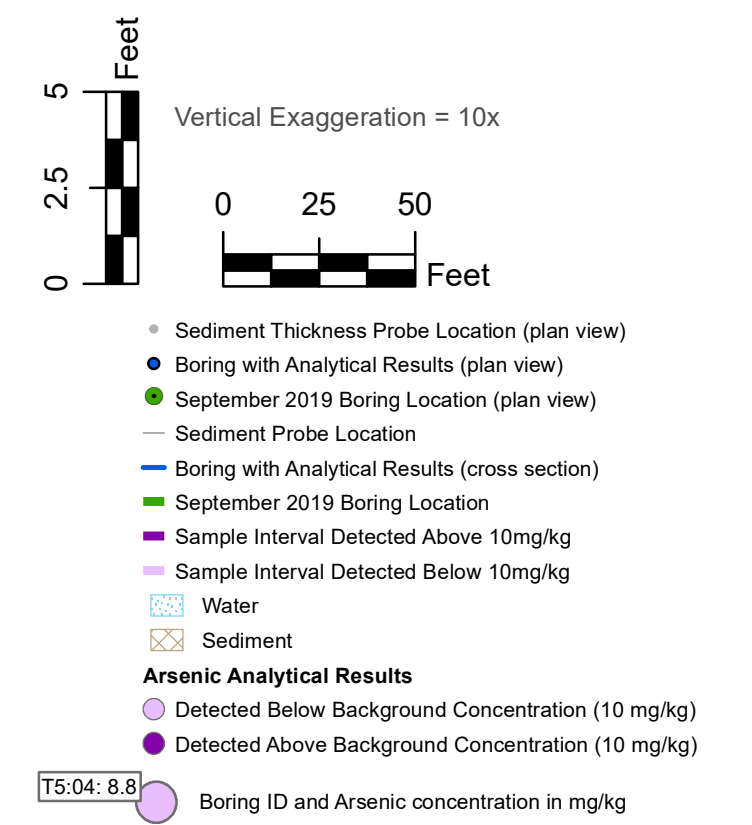 Feet
5
2.5
0
Vertical Exaggeration = 10x
0 25 50
Feet
Sediment Thickness Probe Location (plan view)
Boring with Analytical Results (plan view)
September 2019 Boring Location (plan view)
Sediment Probe Location
Boring with Analytical Results (cross section)
September 2019 Boring Location
Sample Interval Detected Above 10mg/kg
Sample Interval Detected Below 10mg/kg
Water
Sediment
Arsenic Analytical Results
Detected Below Background Concentration (10 mg/kg)
Detected Above Background Concentration (10 mg/kg)
T5:04: 8.8
Boring ID and Arsenic concentration in mg/kg